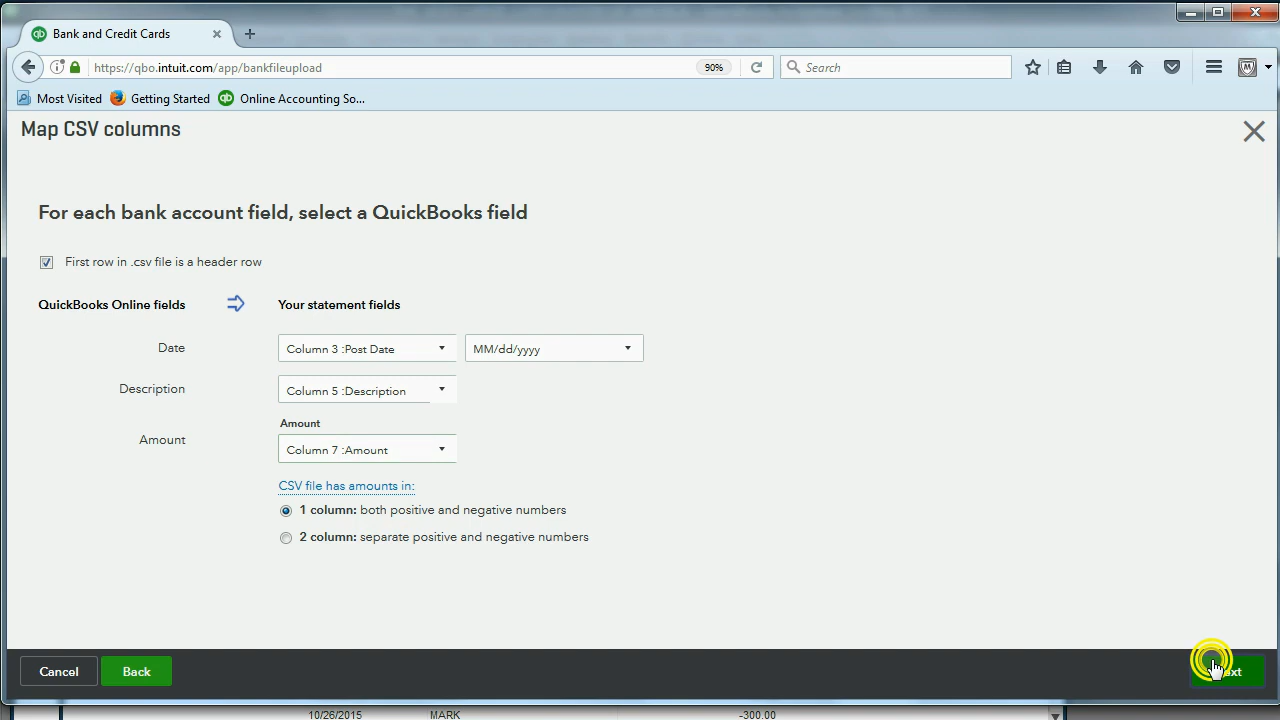 Bank and Credit Cards
https://qbo.intuit.com/app/bankfileupload
90%
Search
Most Visited
Getting Started
Online Accounting So...
Map CSV columns
For each bank account field, select a QuickBooks field
First row in .csv file is a header row
QuickBooks Online fields
Your statement fields
Date
Column 3 :Post Date
MM/dd/yyyy
Description
Column 5 :Description
Amount
Amount
Column 7 :Amount
CSV file has amounts in:
1 column: both positive and negative numbers
2 column: separate positive and negative numbers
Cancel
Back
10/26/2015 MARK -300.00